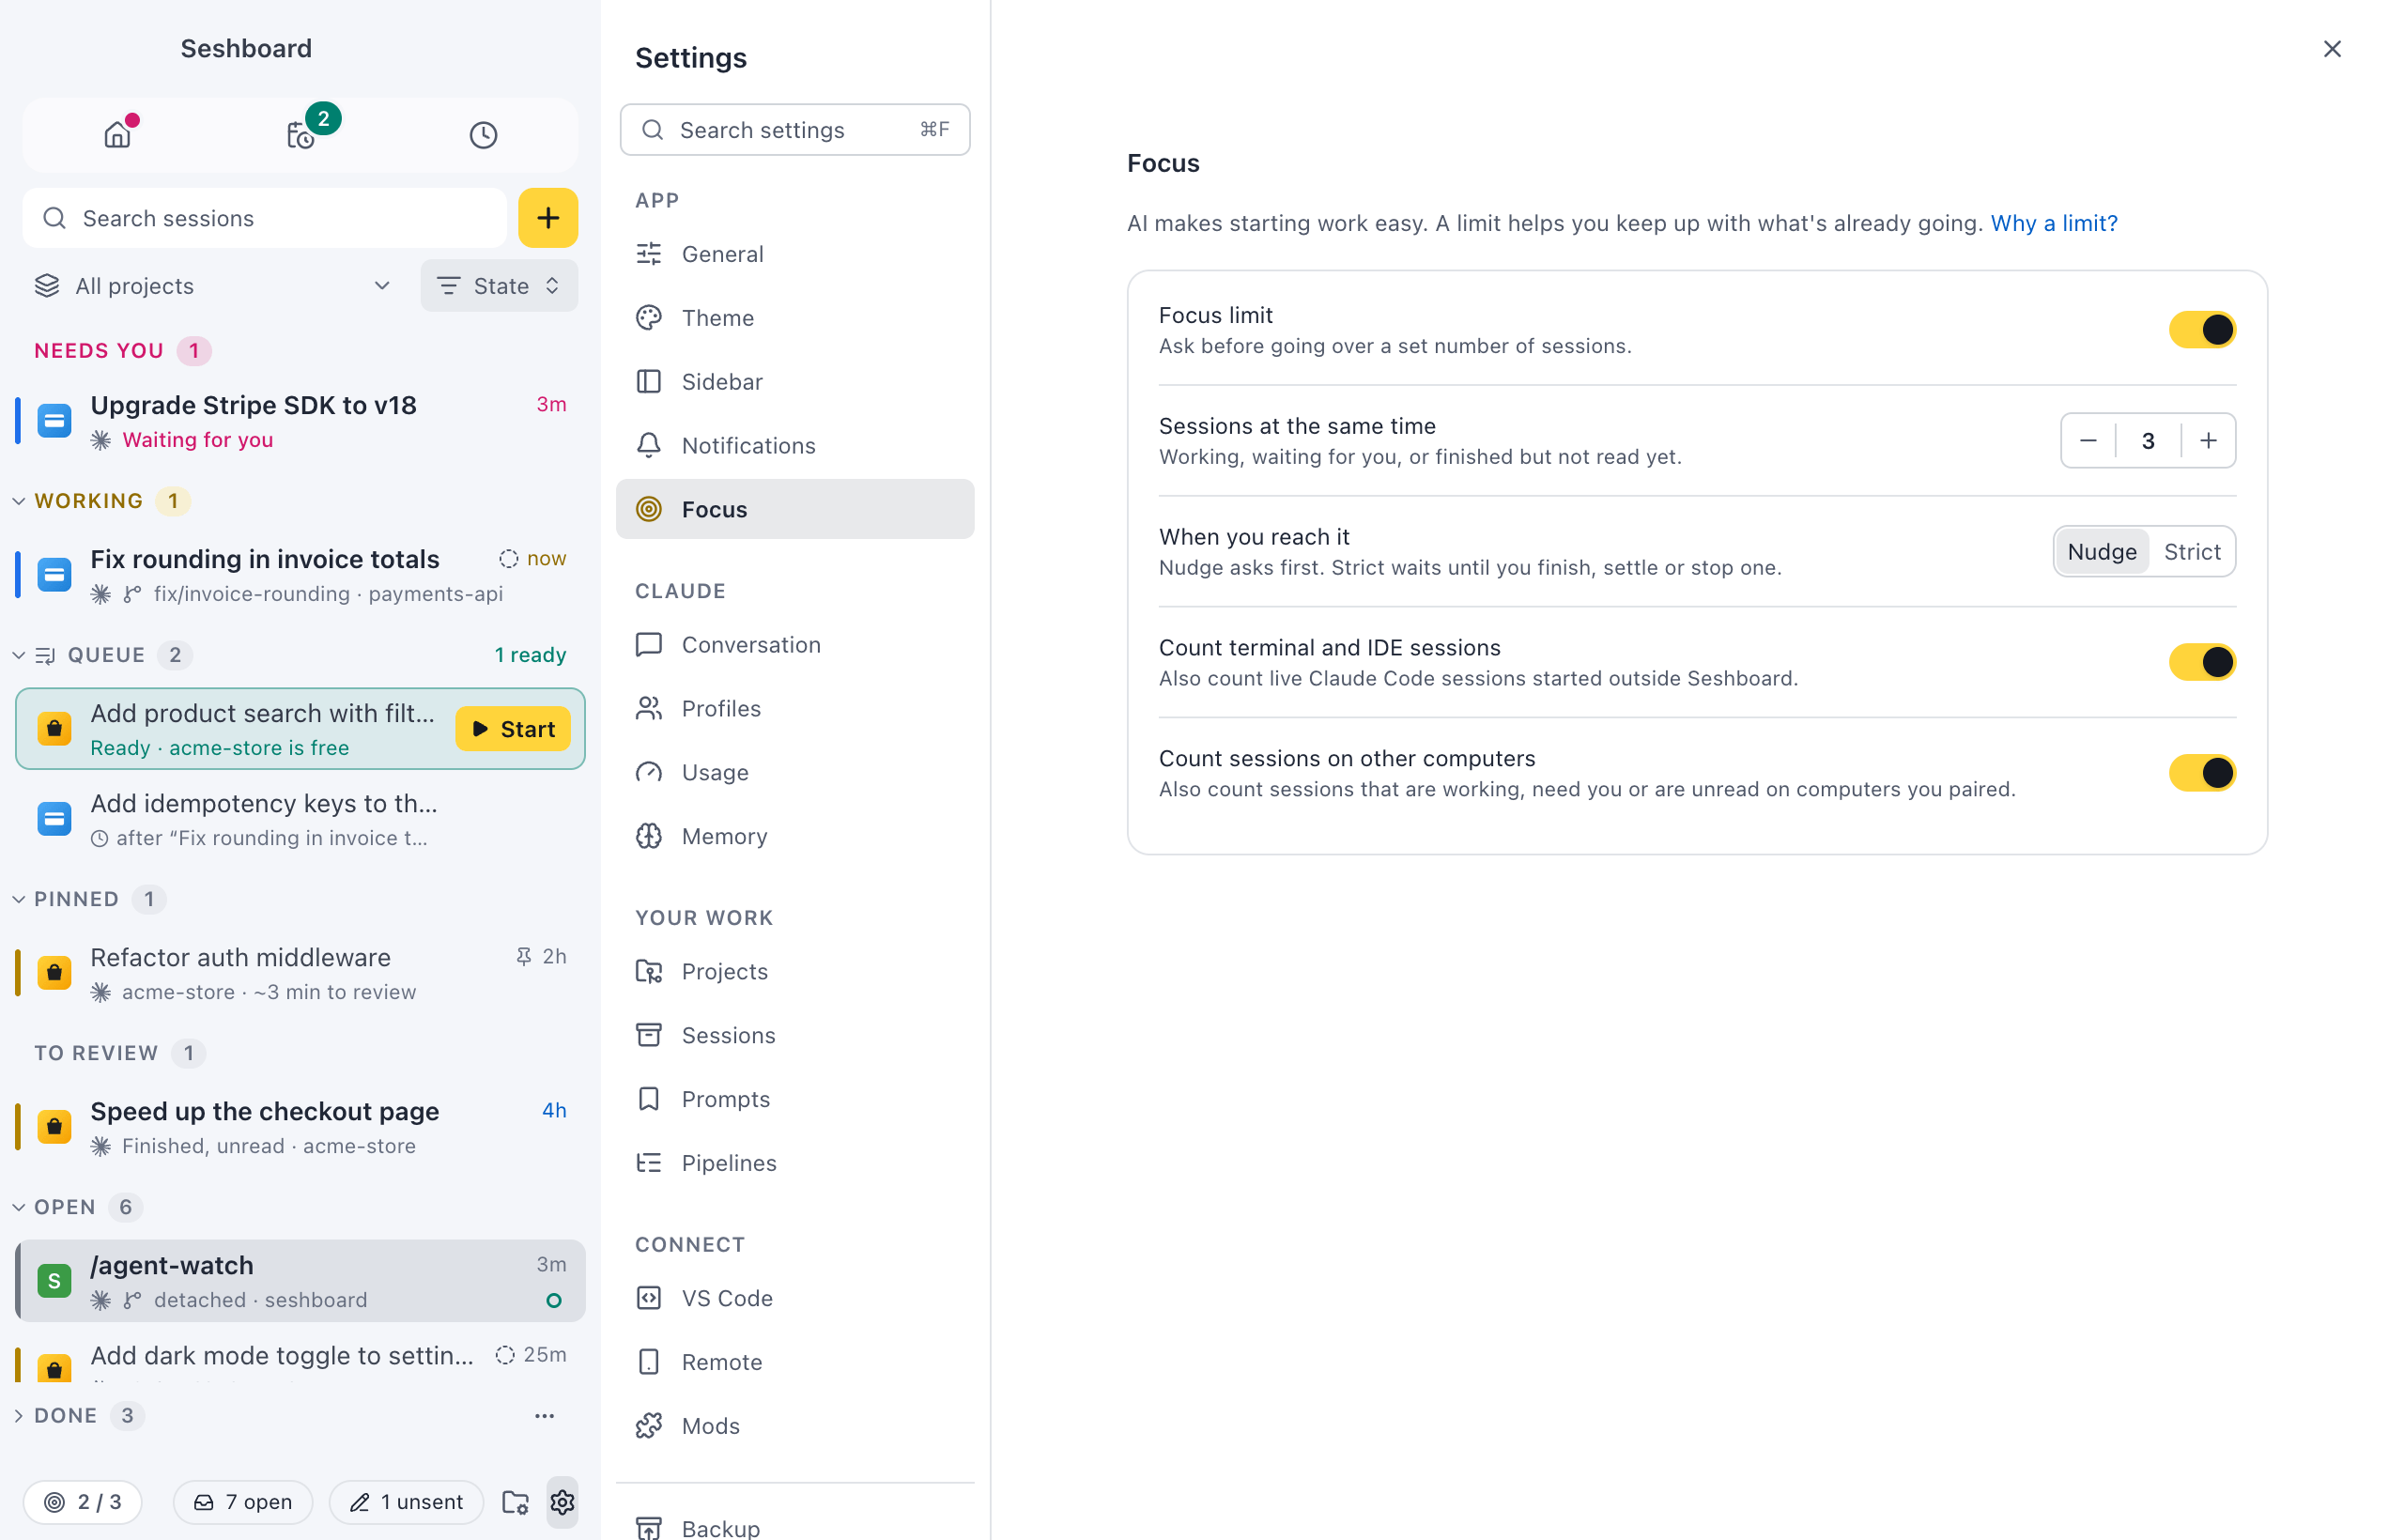 Seshboard
2
Search sessions
All projects
State
NEEDS YOU 1
Upgrade Stripe SDK to v18 3m
Waiting for you
WORKING 1
Fix rounding in invoice totals now
fix/invoice-rounding · payments-api
QUEUE 2 1 ready
Add product search with filt...
Ready · acme-store is free
Start
Add idempotency keys to th...
after “Fix rounding in invoice t...
PINNED 1
Refactor auth middleware 2h
acme-store · ~3 min to review
TO REVIEW 1
Speed up the checkout page 4h
Finished, unread · acme-store
OPEN 6
S
/agent-watch 3m
detached · seshboard
Add dark mode toggle to settin... 25m
DONE 3
2 / 3
7 open
1 unsent
Settings
Search settings ⌘F
APP
General
Theme
Sidebar
Notifications
Focus
CLAUDE
Conversation
Profiles
Usage
Memory
YOUR WORK
Projects
Sessions
Prompts
Pipelines
CONNECT
VS Code
Remote
Mods
Backup
Focus
AI makes starting work easy. A limit helps you keep up with what's already going. Why a limit?
Focus limit
Ask before going over a set number of sessions.
Sessions at the same time
Working, waiting for you, or finished but not read yet.
3
When you reach it
Nudge asks first. Strict waits until you finish, settle or stop one.
Nudge Strict
Count terminal and IDE sessions
Also count live Claude Code sessions started outside Seshboard.
Count sessions on other computers
Also count sessions that are working, need you or are unread on computers you paired.